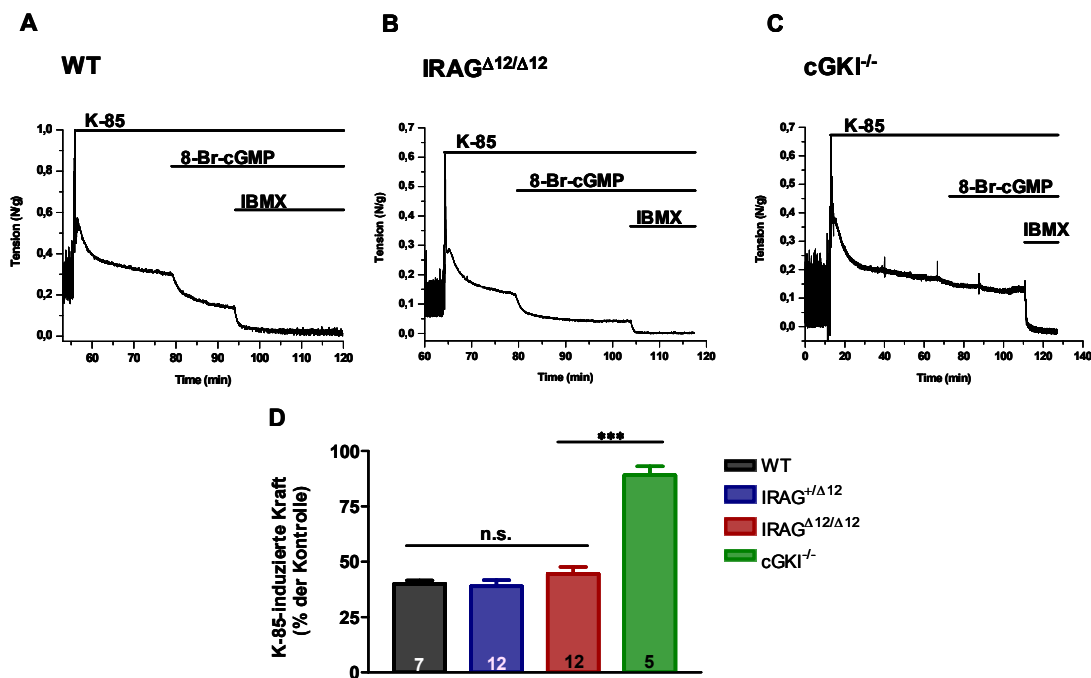 A
WT
K-85
8-Br-cGMP
IBMX
Tension (N/g)
1,0
0,8
0,6
0,4
0,2
0,0
60 70 80 90 100 110 120
Time (min)
B
IRAG^Δ12/Δ12
K-85
8-Br-cGMP
IBMX
Tension (N/g)
0,7
0,6
0,5
0,4
0,3
0,2
0,1
0,0
60 70 80 90 100 110 120
Time (min)
C
cGKI^-/-
K-85
8-Br-cGMP
IBMX
Tension (N/g)
0,7
0,6
0,5
0,4
0,3
0,2
0,1
0,0
0 20 40 60 80 100 120 140
Time (min)
D
K-85-induzierte Kraft
(% der Kontrolle)
100
75
50
25
0
***
n.s.
7 12 12 5
WT
IRAG^+/Δ12
IRAG^Δ12/Δ12
cGKI^-/-